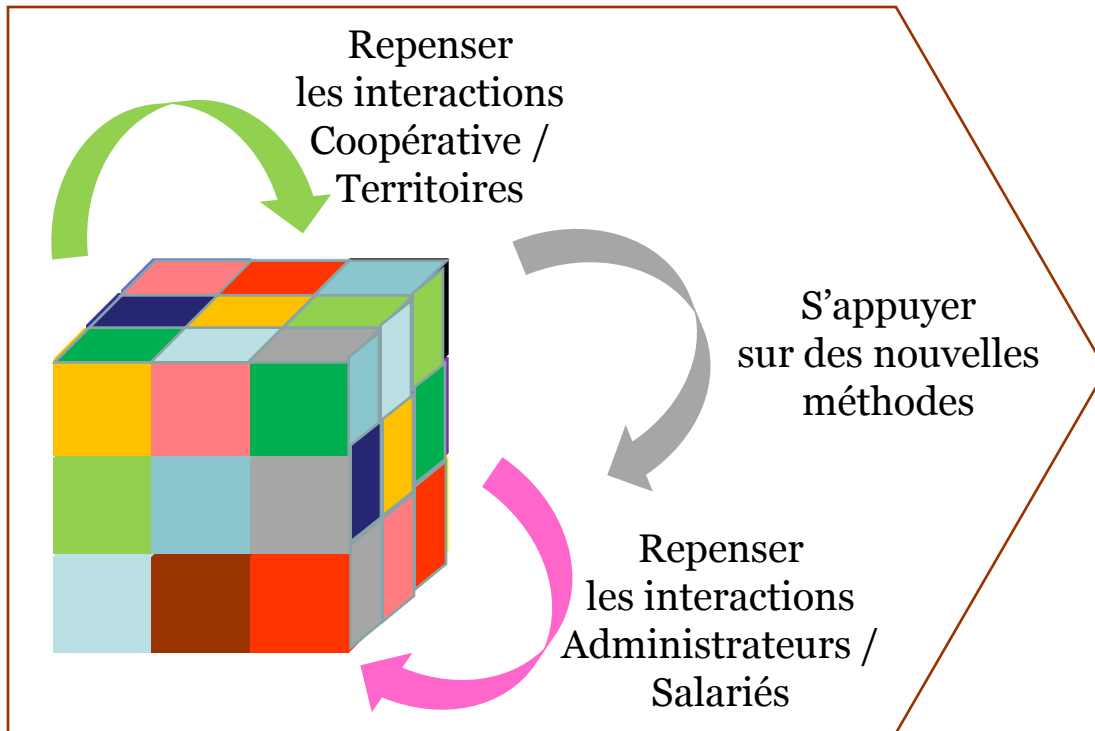 Repenser
les interactions
Coopérative /
Territoires
S’appuyer
sur des nouvelles
méthodes
Repenser
les interactions
Administrateurs /
Salariés